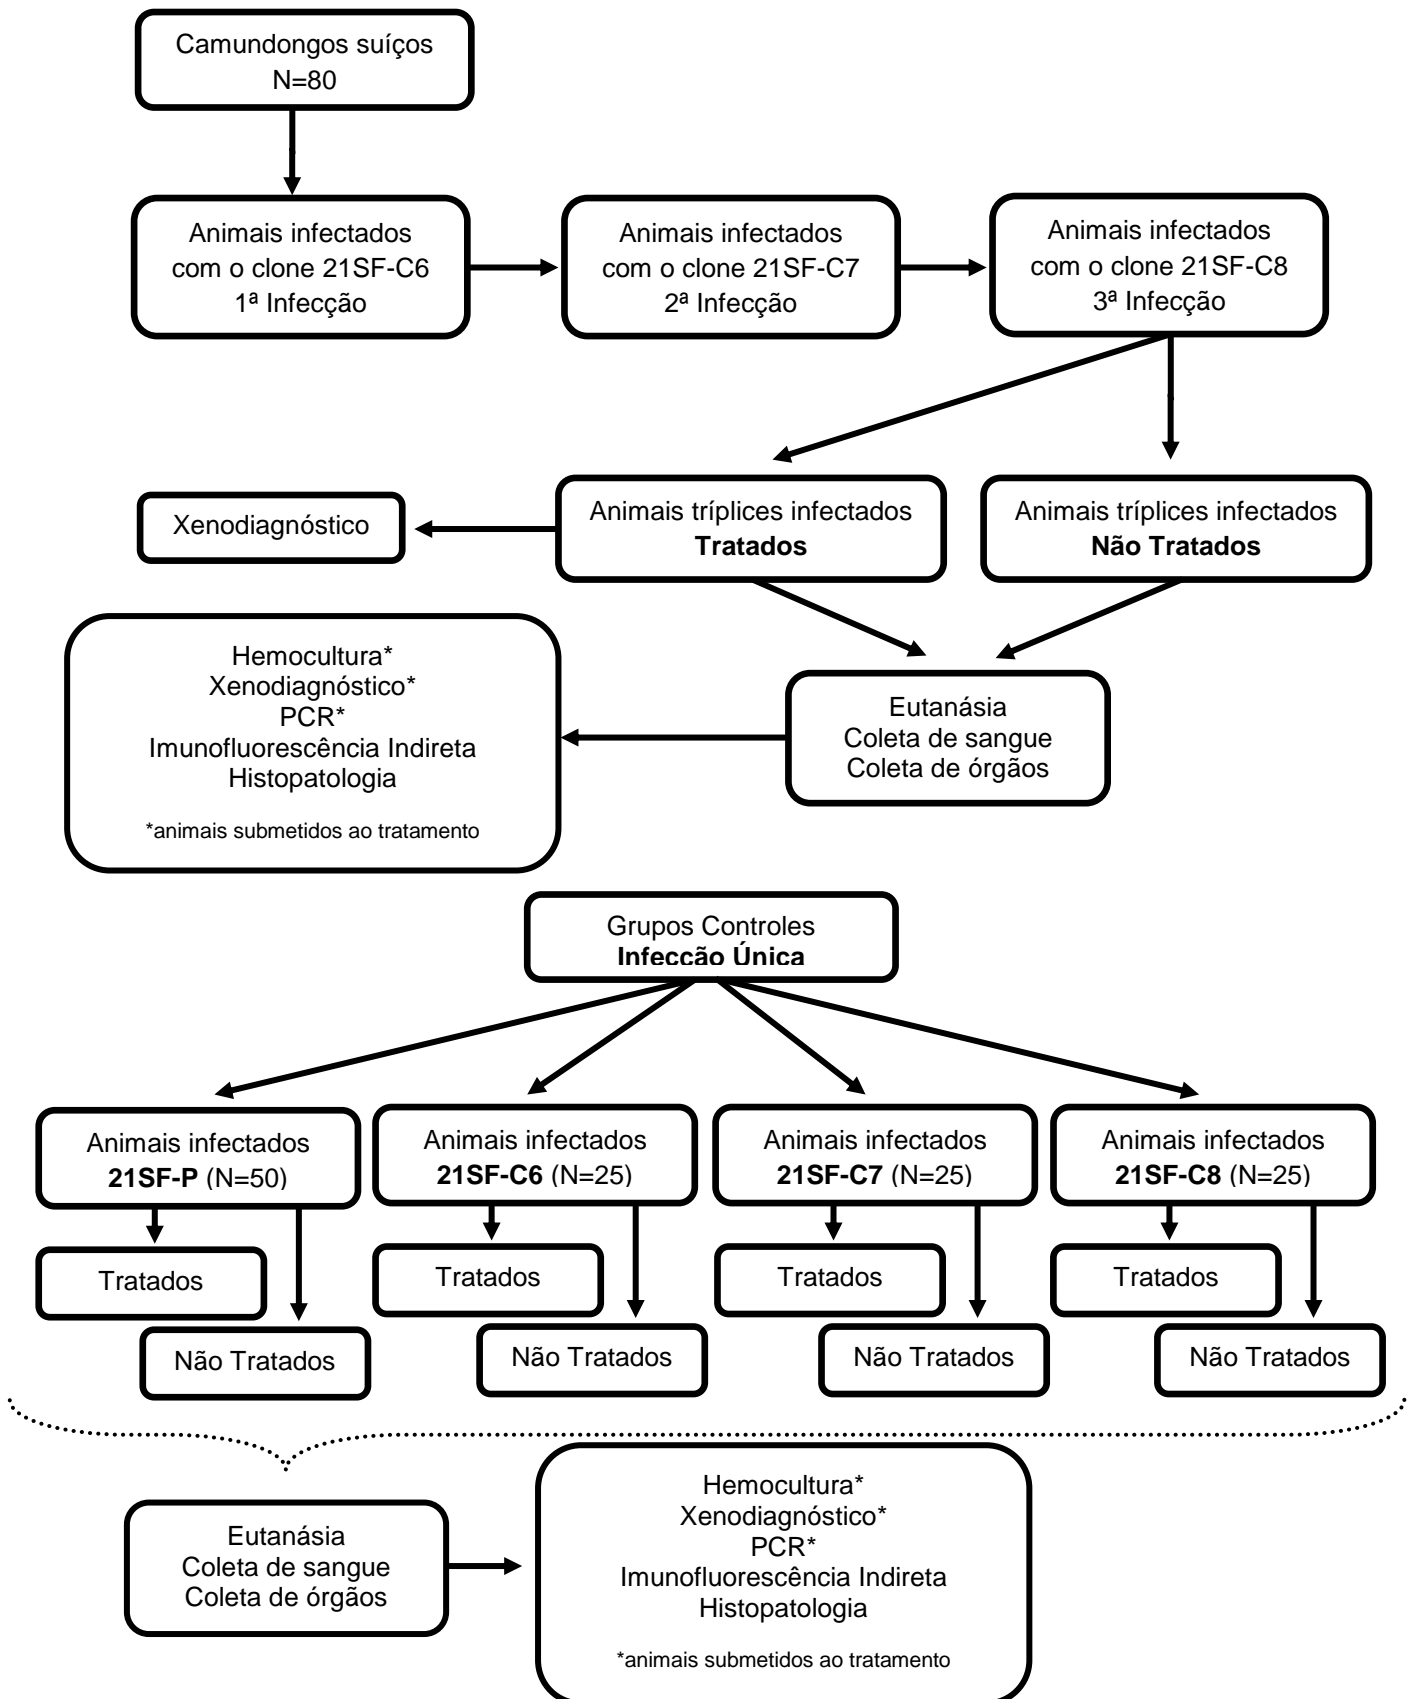 Camundongos suíços
N=80
Animais infectados
com o clone 21SF-C6
1ª Infecção
Animais infectados
com o clone 21SF-C7
2ª Infecção
Animais infectados
com o clone 21SF-C8
3ª Infecção
Xenodiagnóstico
Animais tríplices infectados
Tratados
Animais tríplices infectados
Não Tratados
Hemocultura*
Xenodiagnóstico*
PCR*
Imunofluorescência Indireta
Histopatologia
*animais submetidos ao tratamento
Eutanásia
Coleta de sangue
Coleta de órgãos
Grupos Controles
Infecção Única
Animais infectados
21SF-P (N=50)
Animais infectados
21SF-C6 (N=25)
Animais infectados
21SF-C7 (N=25)
Animais infectados
21SF-C8 (N=25)
Tratados
Tratados
Tratados
Tratados
Não Tratados
Não Tratados
Não Tratados
Não Tratados
Eutanásia
Coleta de sangue
Coleta de órgãos
Hemocultura*
Xenodiagnóstico*
PCR*
Imunofluorescência Indireta
Histopatologia
*animais submetidos ao tratamento